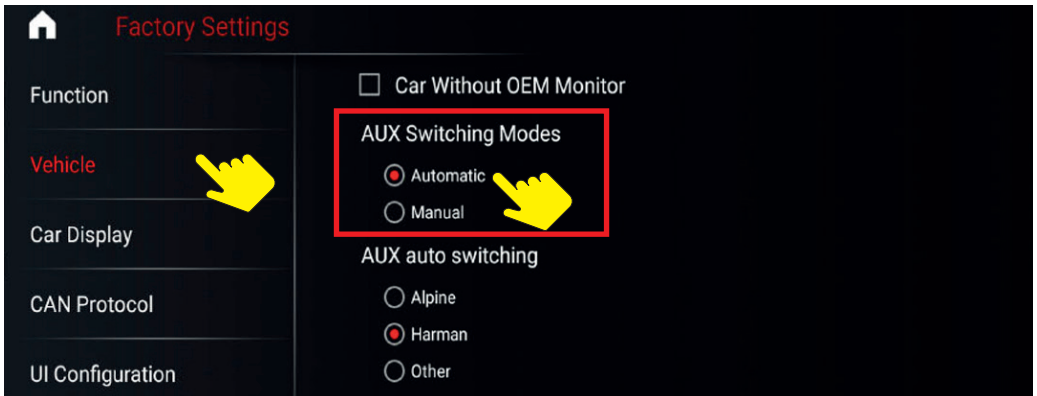 Factory Settings
Function
Vehicle
Car Display
CAN Protocol
UI Configuration
Car Without OEM Monitor
AUX Switching Modes
Automatic
Manual
AUX auto switching
Alpine
Harman
Other